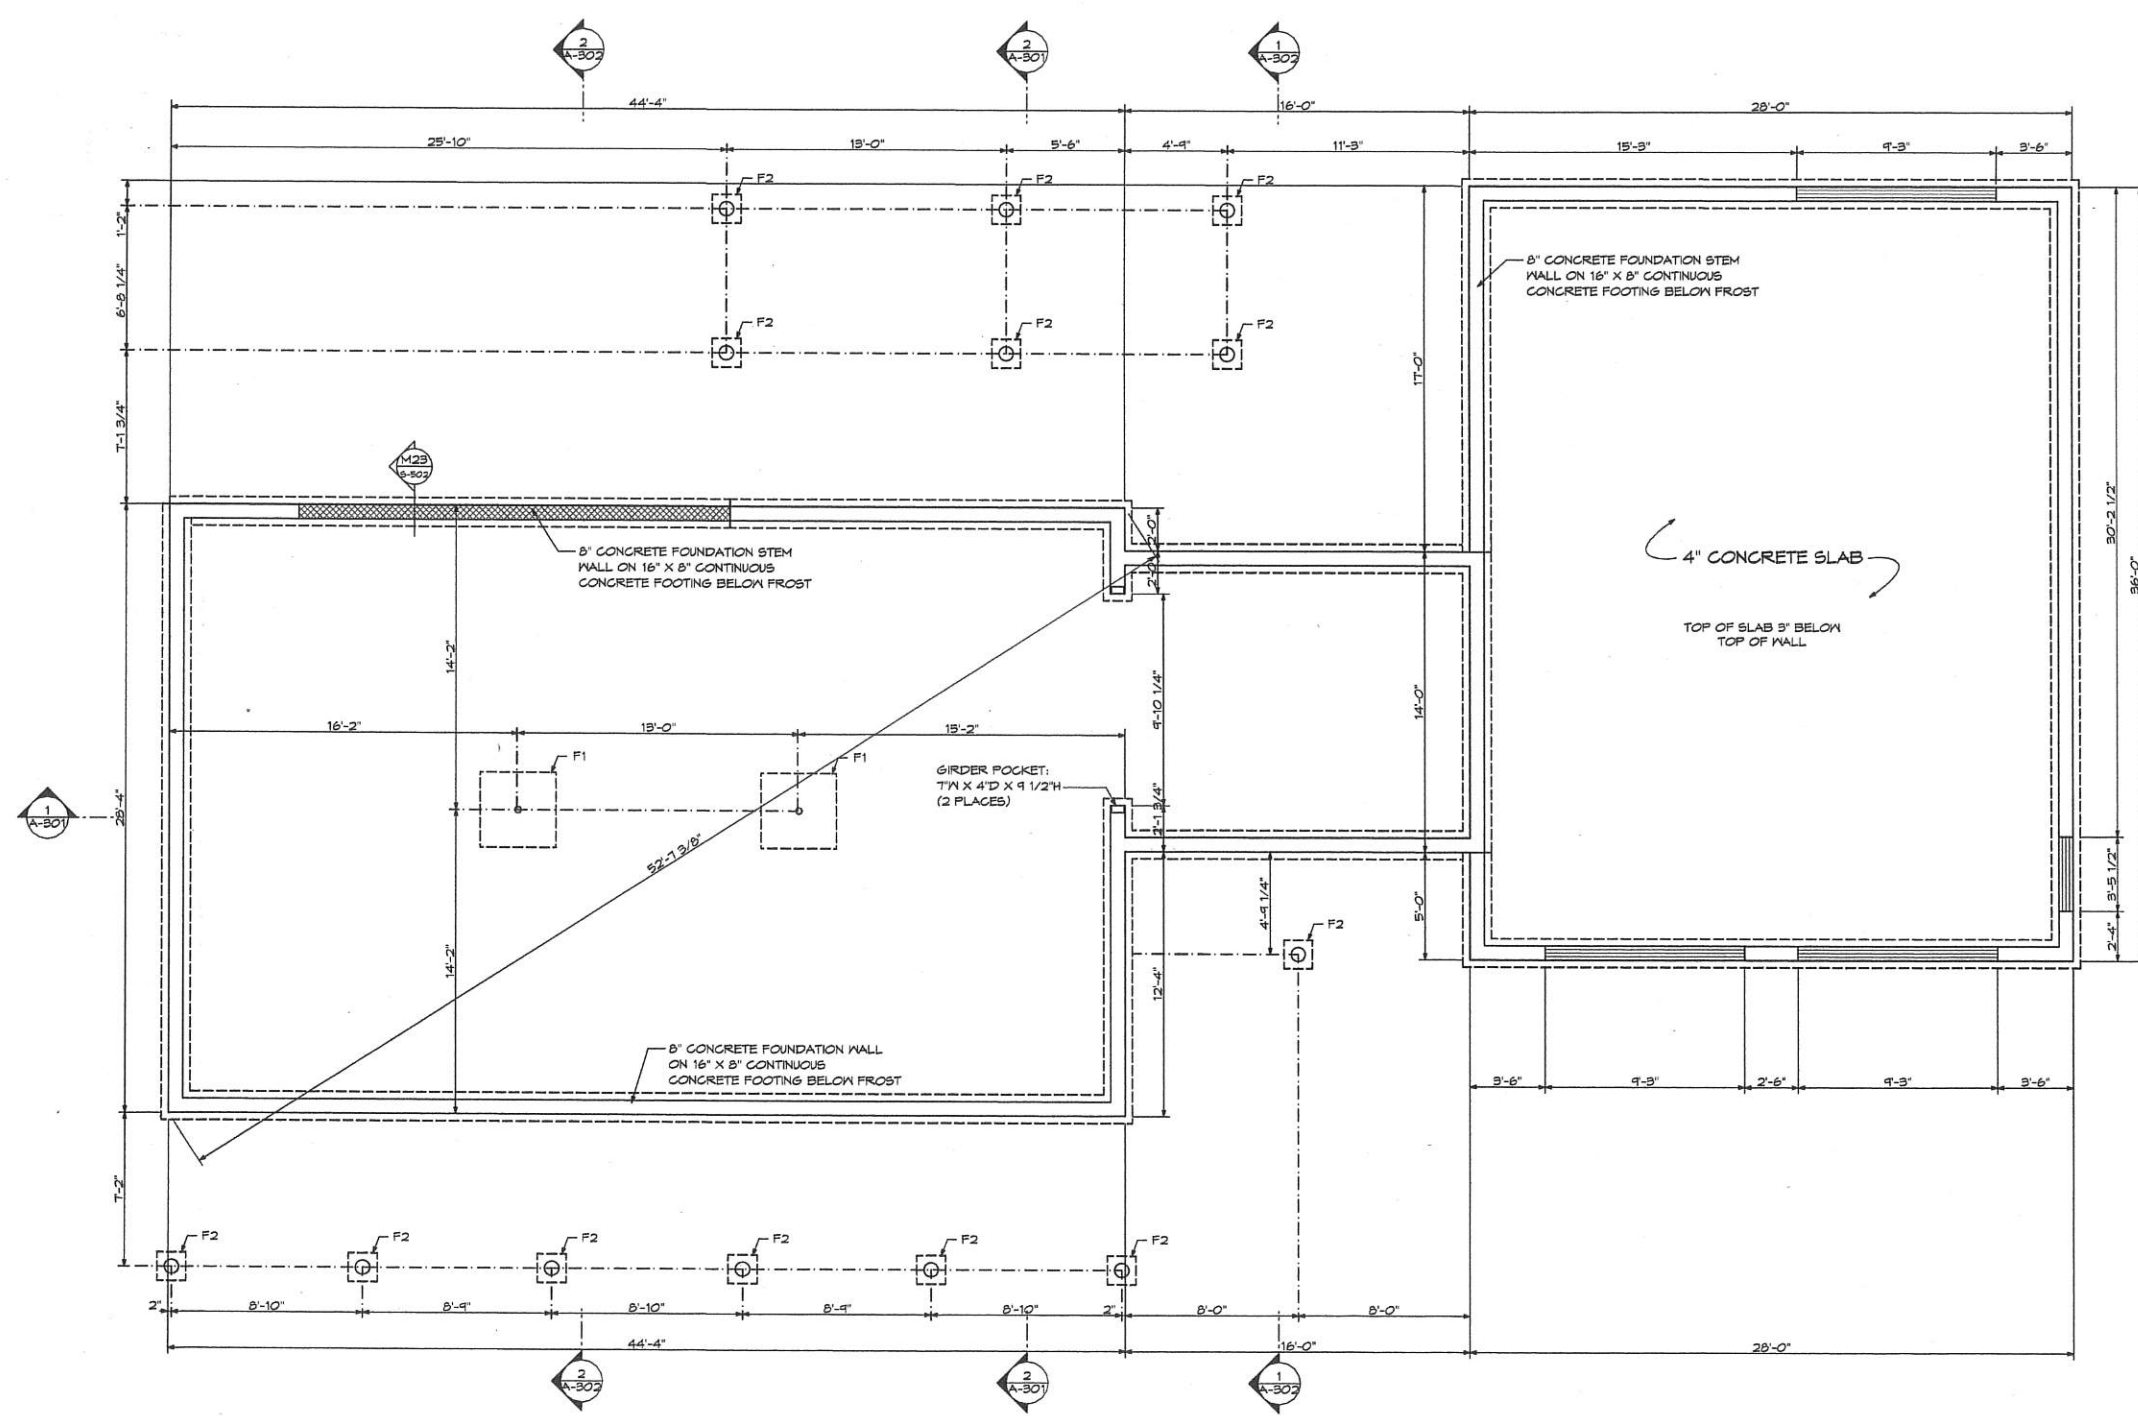 2
A-302
2
A-301
1
A-302
44'-4"
16'-0"
28'-0"
25'-10"
13'-0"
5'-6"
4'-9"
11'-3"
15'-3"
9'-3"
3'-6"
F2
F2
F2
1'-2"
6'-8 1/4"
8" CONCRETE FOUNDATION STEM
WALL ON 16" X 8" CONTINUOUS
CONCRETE FOOTING BELOW FROST
F2
F2
F2
7'-1 3/4"
17'-0"
M23
S-502
2'-0"
2'-0"
8" CONCRETE FOUNDATION STEM
WALL ON 16" X 8" CONTINUOUS
CONCRETE FOOTING BELOW FROST
30'-2 1/2"
36'-0"
4" CONCRETE SLAB
TOP OF SLAB 3" BELOW
TOP OF WALL
14'-2"
9'-10 1/4"
14'-0"
16'-2"
13'-0"
15'-2"
F1
F1
GIRDER POCKET:
7"W X 4"D X 9 1/2"H
(2 PLACES)
1
A-301
28'-4"
2'-1 3/4"
52'-7 3/8"
4'-9 1/4"
5'-0"
3'-5 1/2"
2'-4"
F2
14'-2"
12'-4"
8" CONCRETE FOUNDATION WALL
ON 16" X 8" CONTINUOUS
CONCRETE FOOTING BELOW FROST
3'-6"
9'-3"
2'-6"
9'-3"
3'-6"
7'-2"
F2
F2
F2
F2
F2
F2
2"
8'-10"
8'-9"
8'-10"
8'-9"
8'-10"
2"
8'-0"
8'-0"
44'-4"
16'-0"
28'-0"
2
A-302
2
A-301
1
A-302